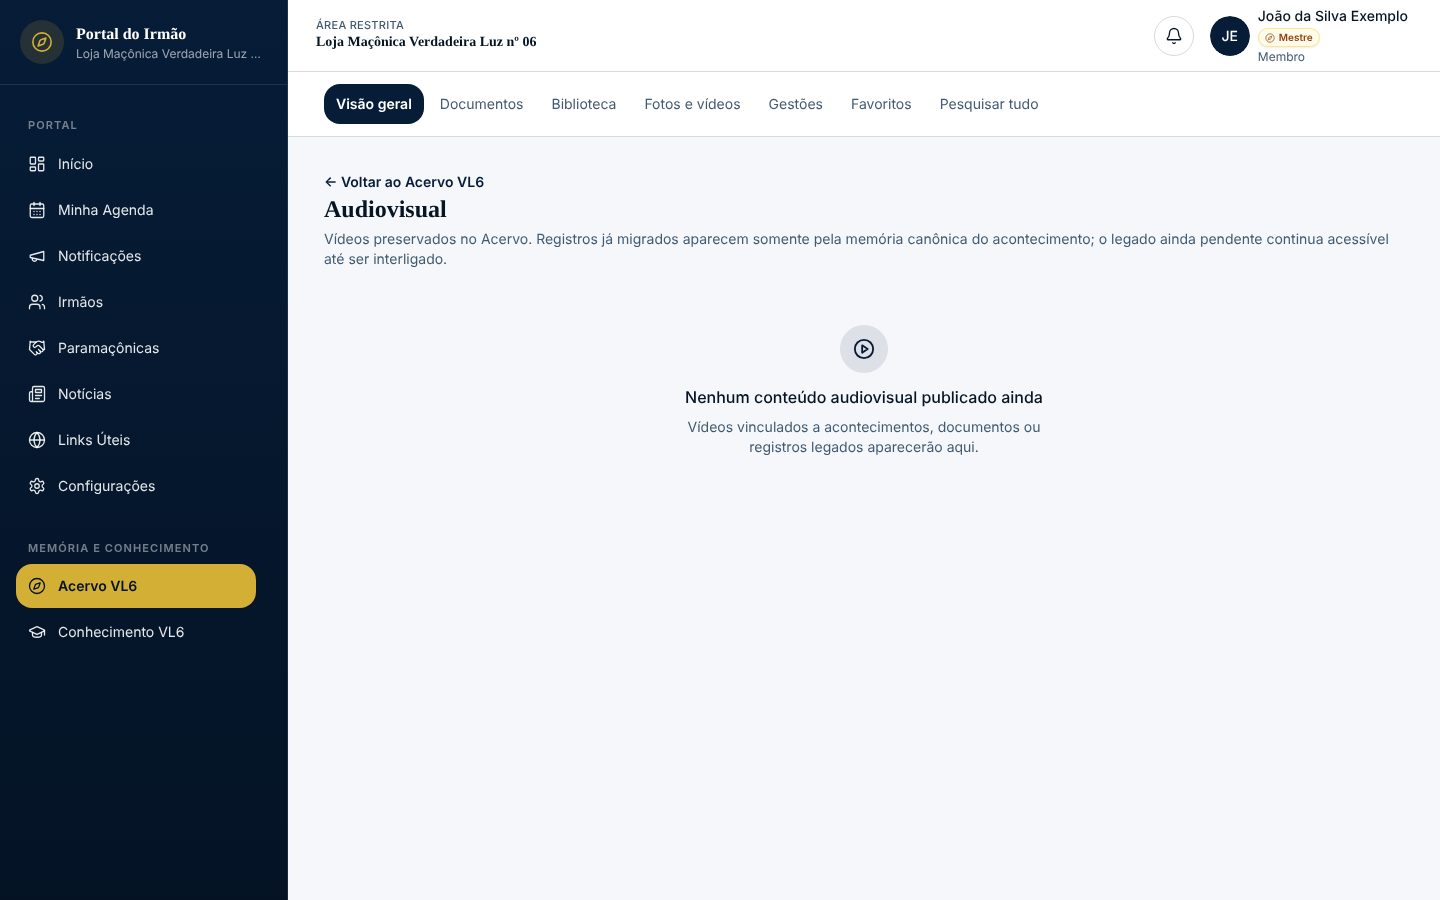 Portal do Irmão
Loja Maçônica Verdadeira Luz ...
PORTAL
Início
Minha Agenda
Notificações
Irmãos
Paramaçônicas
Notícias
Links Úteis
Configurações
MEMÓRIA E CONHECIMENTO
Acervo VL6
Conhecimento VL6
ÁREA RESTRITA
Loja Maçônica Verdadeira Luz nº 06
JE
João da Silva Exemplo
Mestre
Membro
Visão geral
Documentos
Biblioteca
Fotos e vídeos
Gestões
Favoritos
Pesquisar tudo
← Voltar ao Acervo VL6
Audiovisual
Vídeos preservados no Acervo. Registros já migrados aparecem somente pela memória canônica do acontecimento; o legado ainda pendente continua acessível
até ser interligado.
Nenhum conteúdo audiovisual publicado ainda
Vídeos vinculados a acontecimentos, documentos ou
registros legados aparecerão aqui.